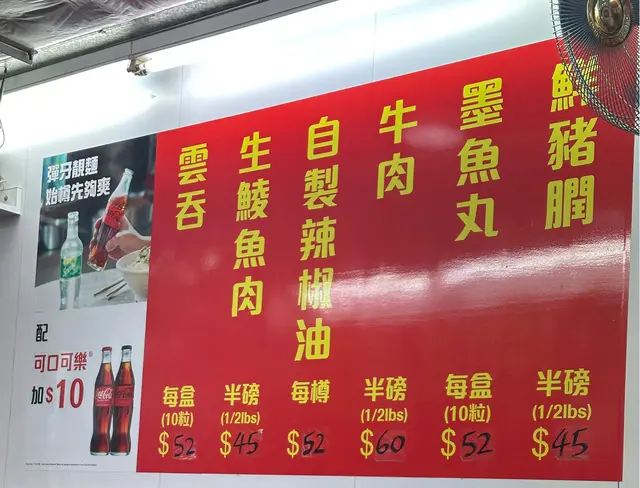 彈牙靚麵
始樽先夠爽
配
可口可樂®
加$10
鮮豬膶
半磅
(1/2lbs)
$45
墨魚丸
每盒
(10粒)
$52
牛肉
半磅
(1/2lbs)
$60
自製辣椒油
每樽
$52
生鯪魚肉
半磅
(1/2lbs)
$45
雲吞
每盒
(10粒)
$52